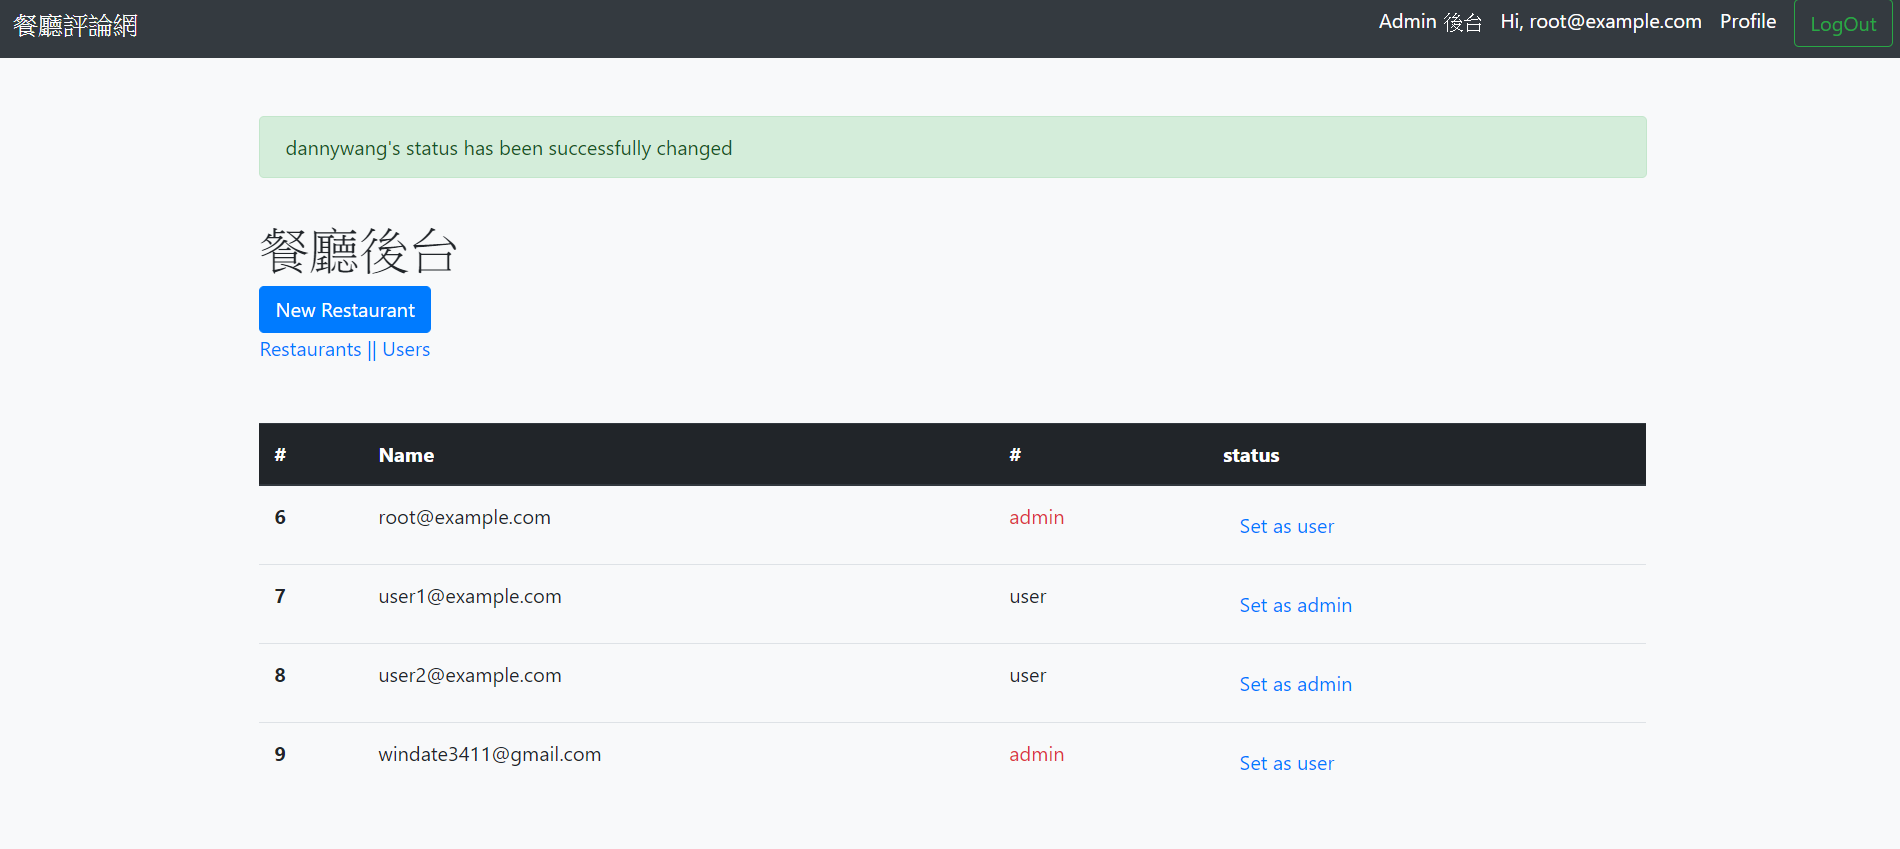 餐廳評論網 Admin 後台 Hi, root@example.com Profile LogOut
dannywang's status has been successfully changed
餐廳後台
New Restaurant
Restaurants || Users
# Name # status
6 root@example.com admin Set as user
7 user1@example.com user Set as admin
8 user2@example.com user Set as admin
9 windate3411@gmail.com admin Set as user